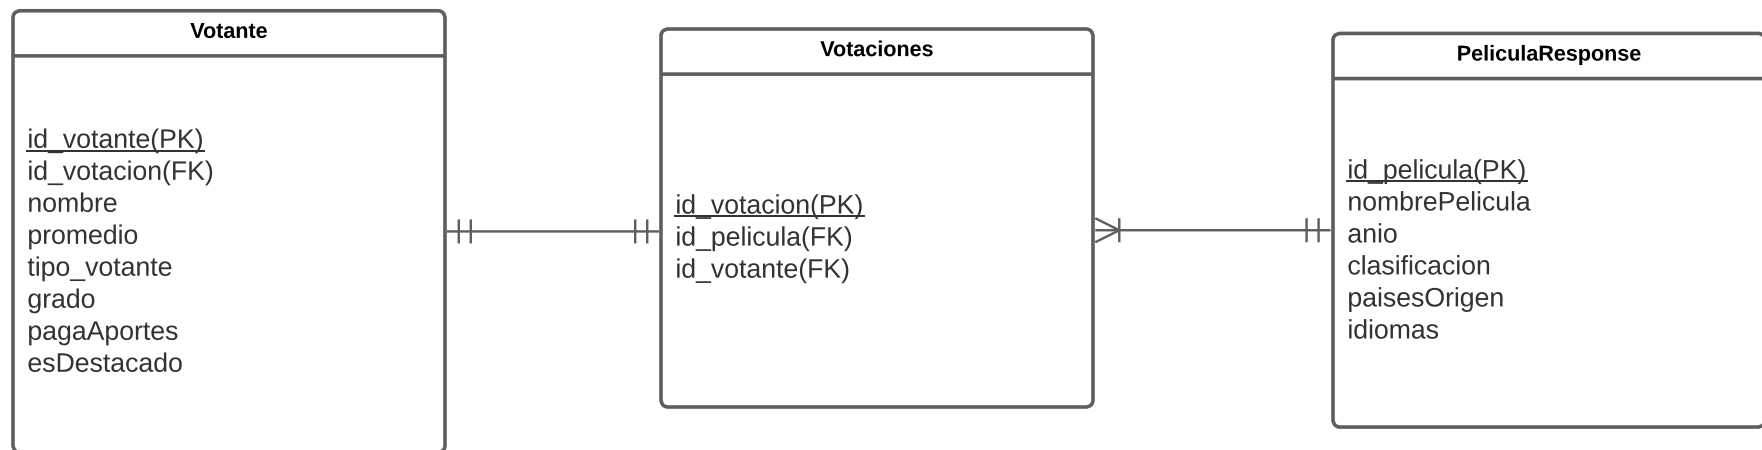 Votante
id_votante(PK)
id_votacion(FK)
nombre
promedio
tipo_votante
grado
pagaAportes
esDestacado
Votaciones
id_votacion(PK)
id_pelicula(FK)
id_votante(FK)
PeliculaResponse
id_pelicula(PK)
nombrePelicula
anio
clasificacion
paisesOrigen
idiomas